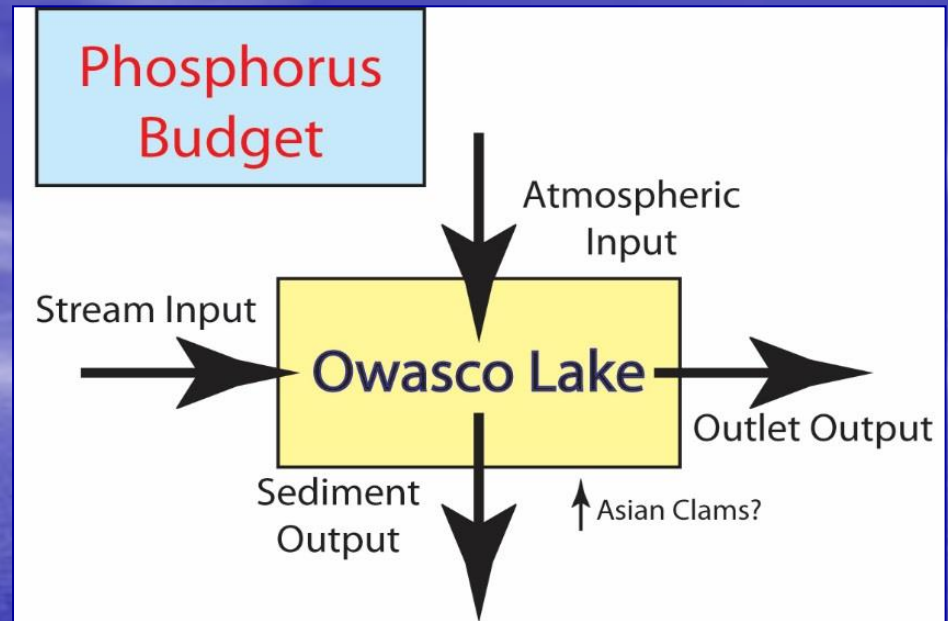 Phosphorus
Budget
Atmospheric
Input
Stream Input
Owasco Lake
Outlet Output
Sediment
Output
Asian Clams?